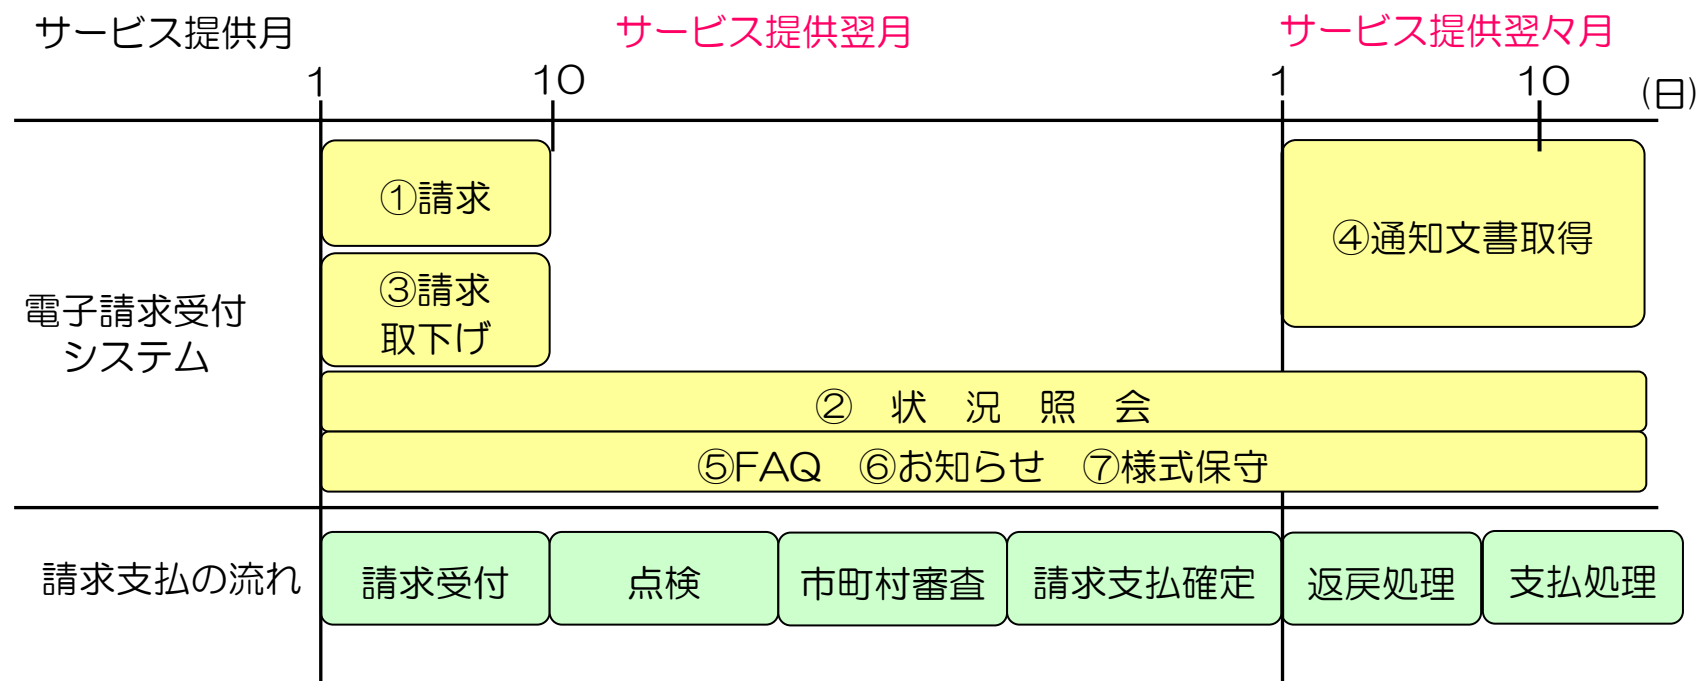 サービス提供月
サービス提供翌月
サービス提供翌々月
1
10
1
10
(日)
電子請求受付
システム
①請求
③請求
取下げ
④通知文書取得
② 状 況 照 会
⑤FAQ ⑥お知らせ ⑦様式保守
請求支払の流れ
請求受付
点検
市町村審査
請求支払確定
返戻処理
支払処理